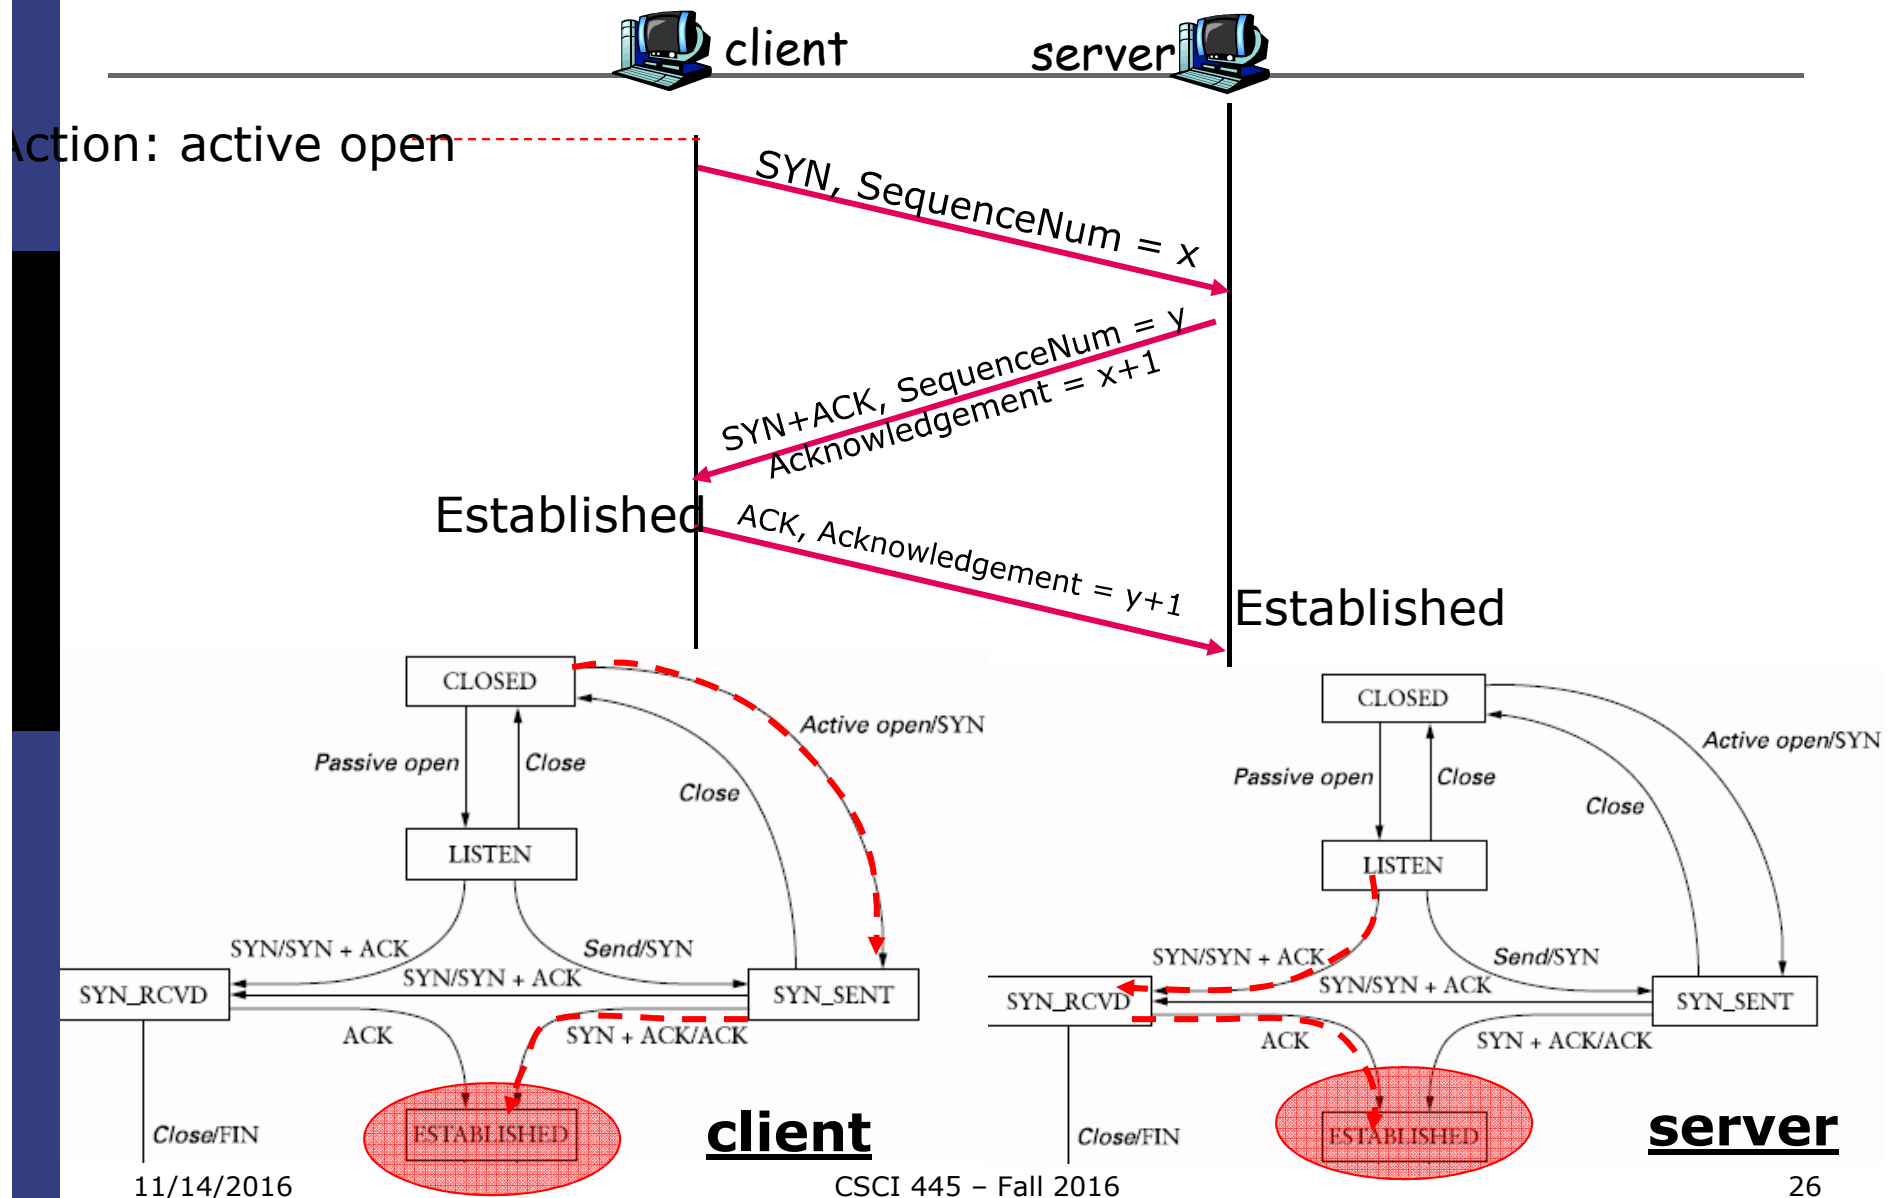 client
server
Action: active open
SYN, SequenceNum = x
SYN+ACK, SequenceNum = y
Acknowledgement = x+1
Established
ACK, Acknowledgement = y+1
Established
CLOSED
Active open/SYN
Passive open
Close
Close
LISTEN
SYN/SYN + ACK
Send/SYN
SYN/SYN + ACK
SYN_RCVD
SYN_SENT
ACK
SYN + ACK/ACK
Close/FIN
ESTABLISHED
client
CLOSED
Active open/SYN
Passive open
Close
Close
LISTEN
SYN/SYN + ACK
Send/SYN
SYN/SYN + ACK
SYN_RCVD
SYN_SENT
ACK
SYN + ACK/ACK
Close/FIN
ESTABLISHED
server
11/14/2016
CSCI 445 – Fall 2016
26